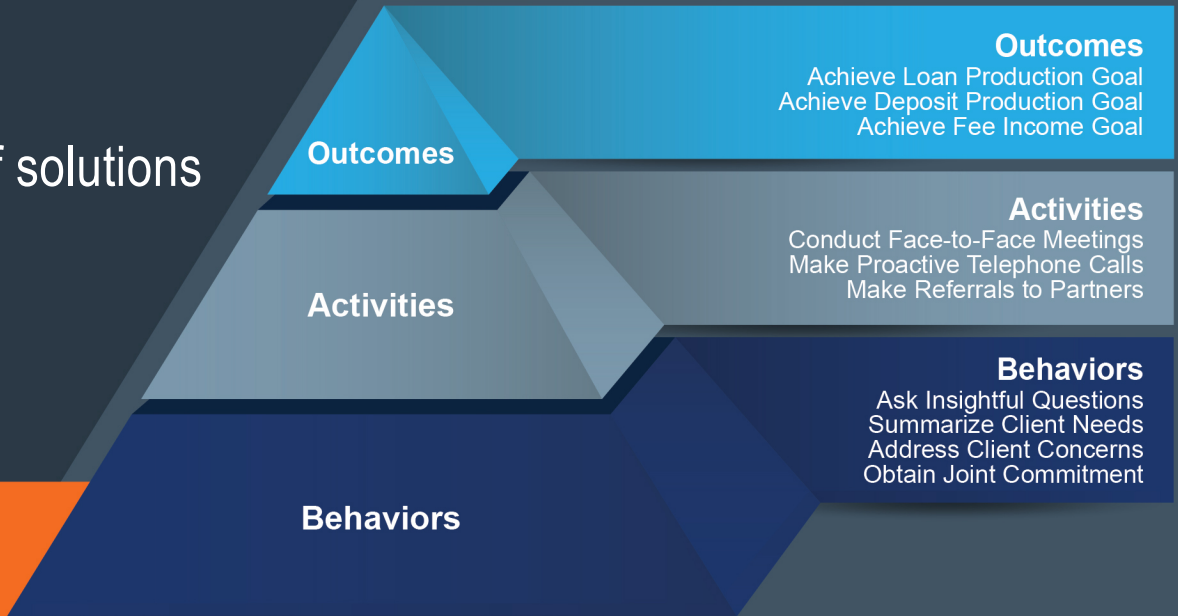 solutions
Outcomes
Activities
Behaviors
Outcomes
Achieve Loan Production Goal
Achieve Deposit Production Goal
Achieve Fee Income Goal
Activities
Conduct Face-to-Face Meetings
Make Proactive Telephone Calls
Make Referrals to Partners
Behaviors
Ask Insightful Questions
Summarize Client Needs
Address Client Concerns
Obtain Joint Commitment